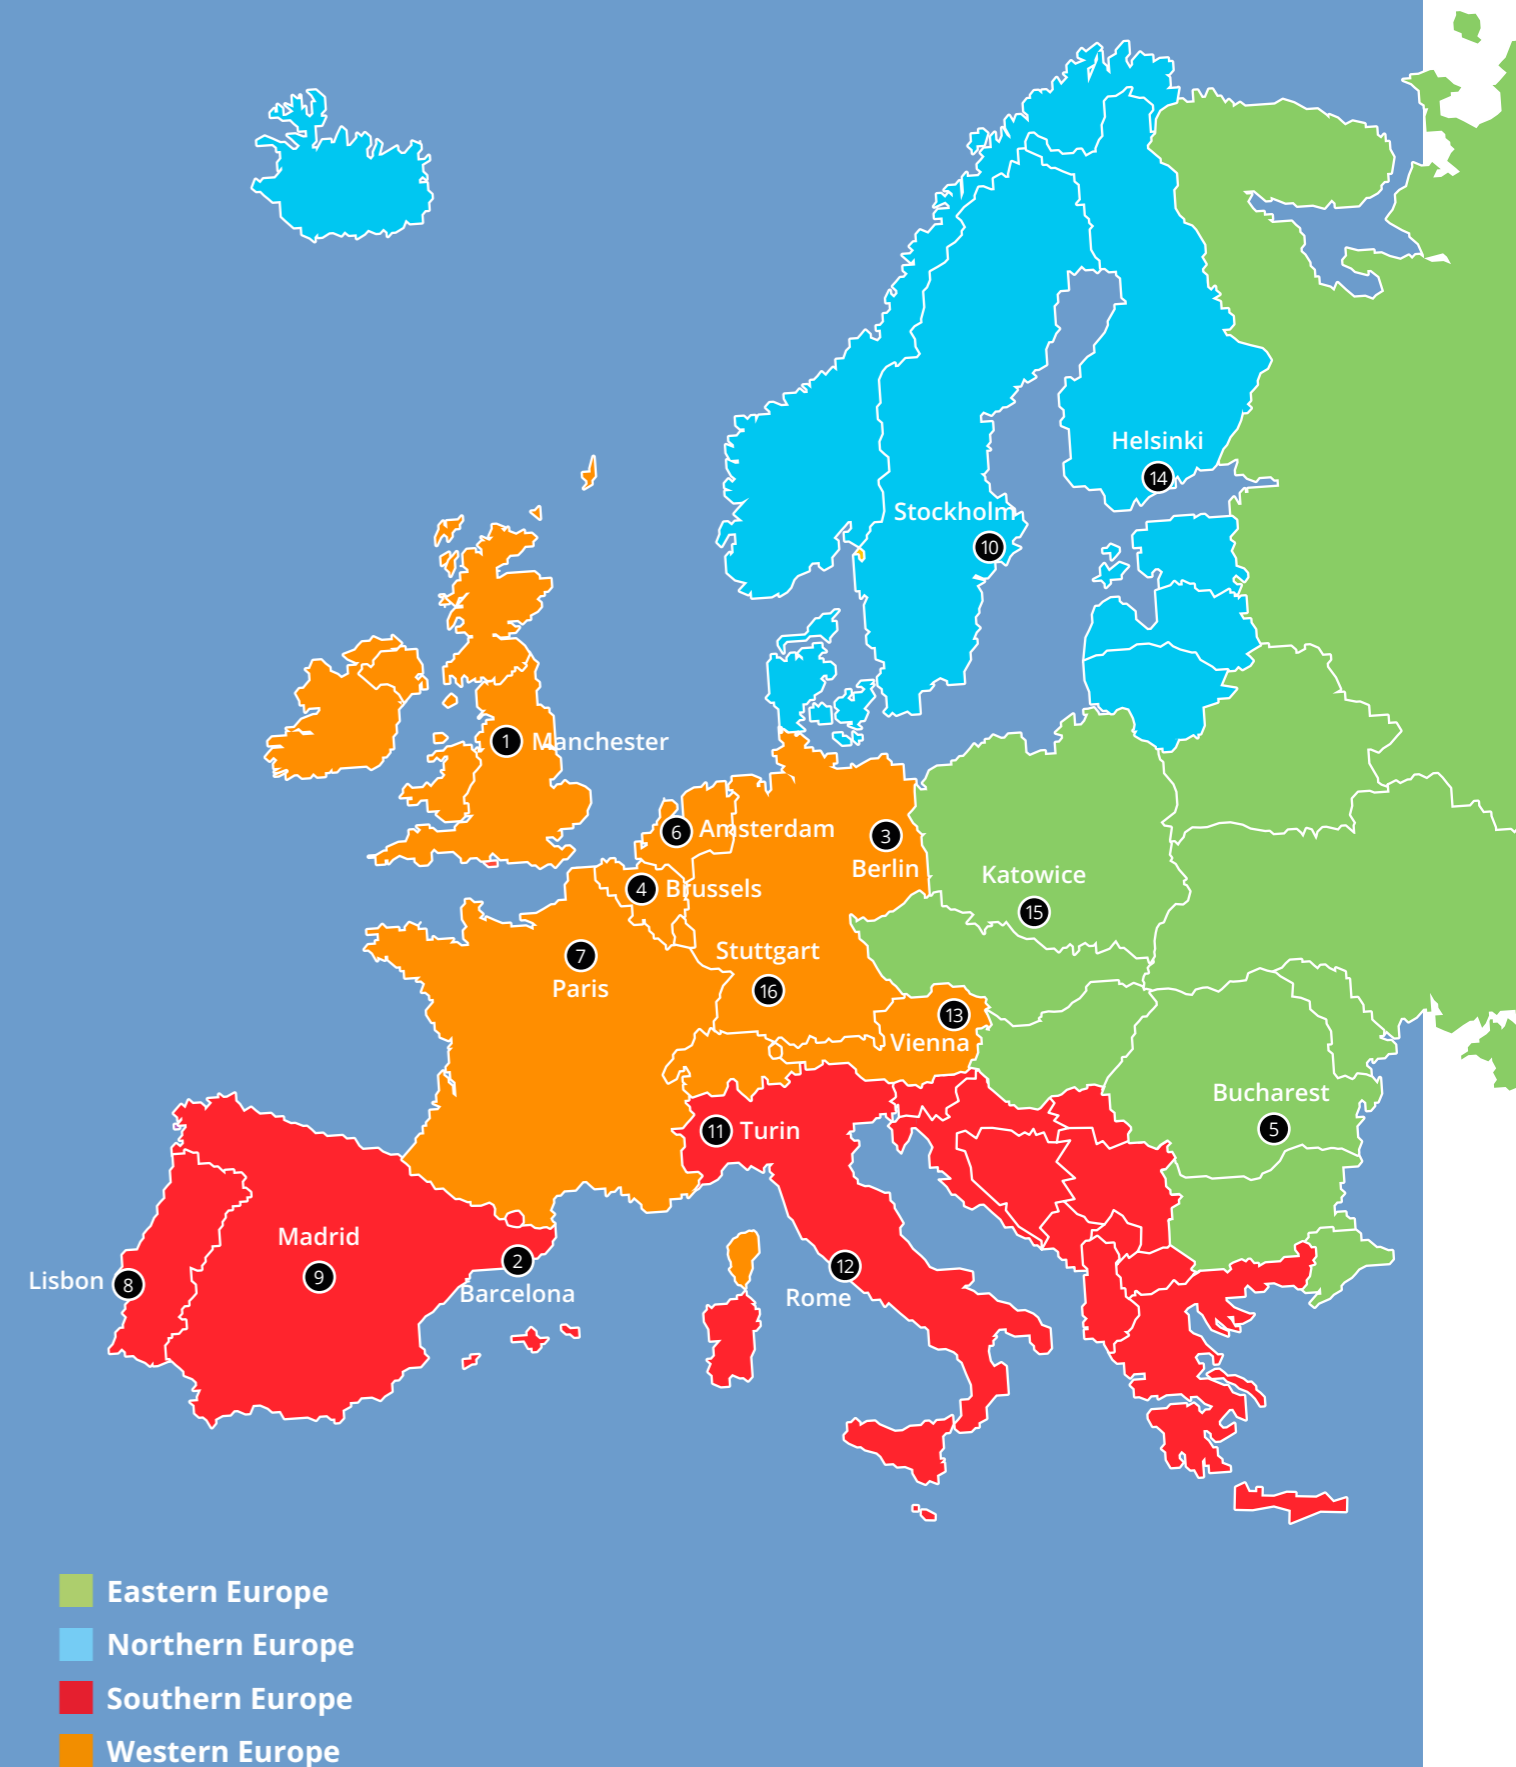 Helsinki
14
Stockholm
10
1 Manchester
6 Amsterdam
3
Berlin
Katowice
15
4 Brussels
Stuttgart
16
7
Paris
13
Vienna
Bucharest
5
11 Turin
Madrid
9
Lisbon 8
2
Barcelona
12
Rome
Eastern Europe
Northern Europe
Southern Europe
Western Europe